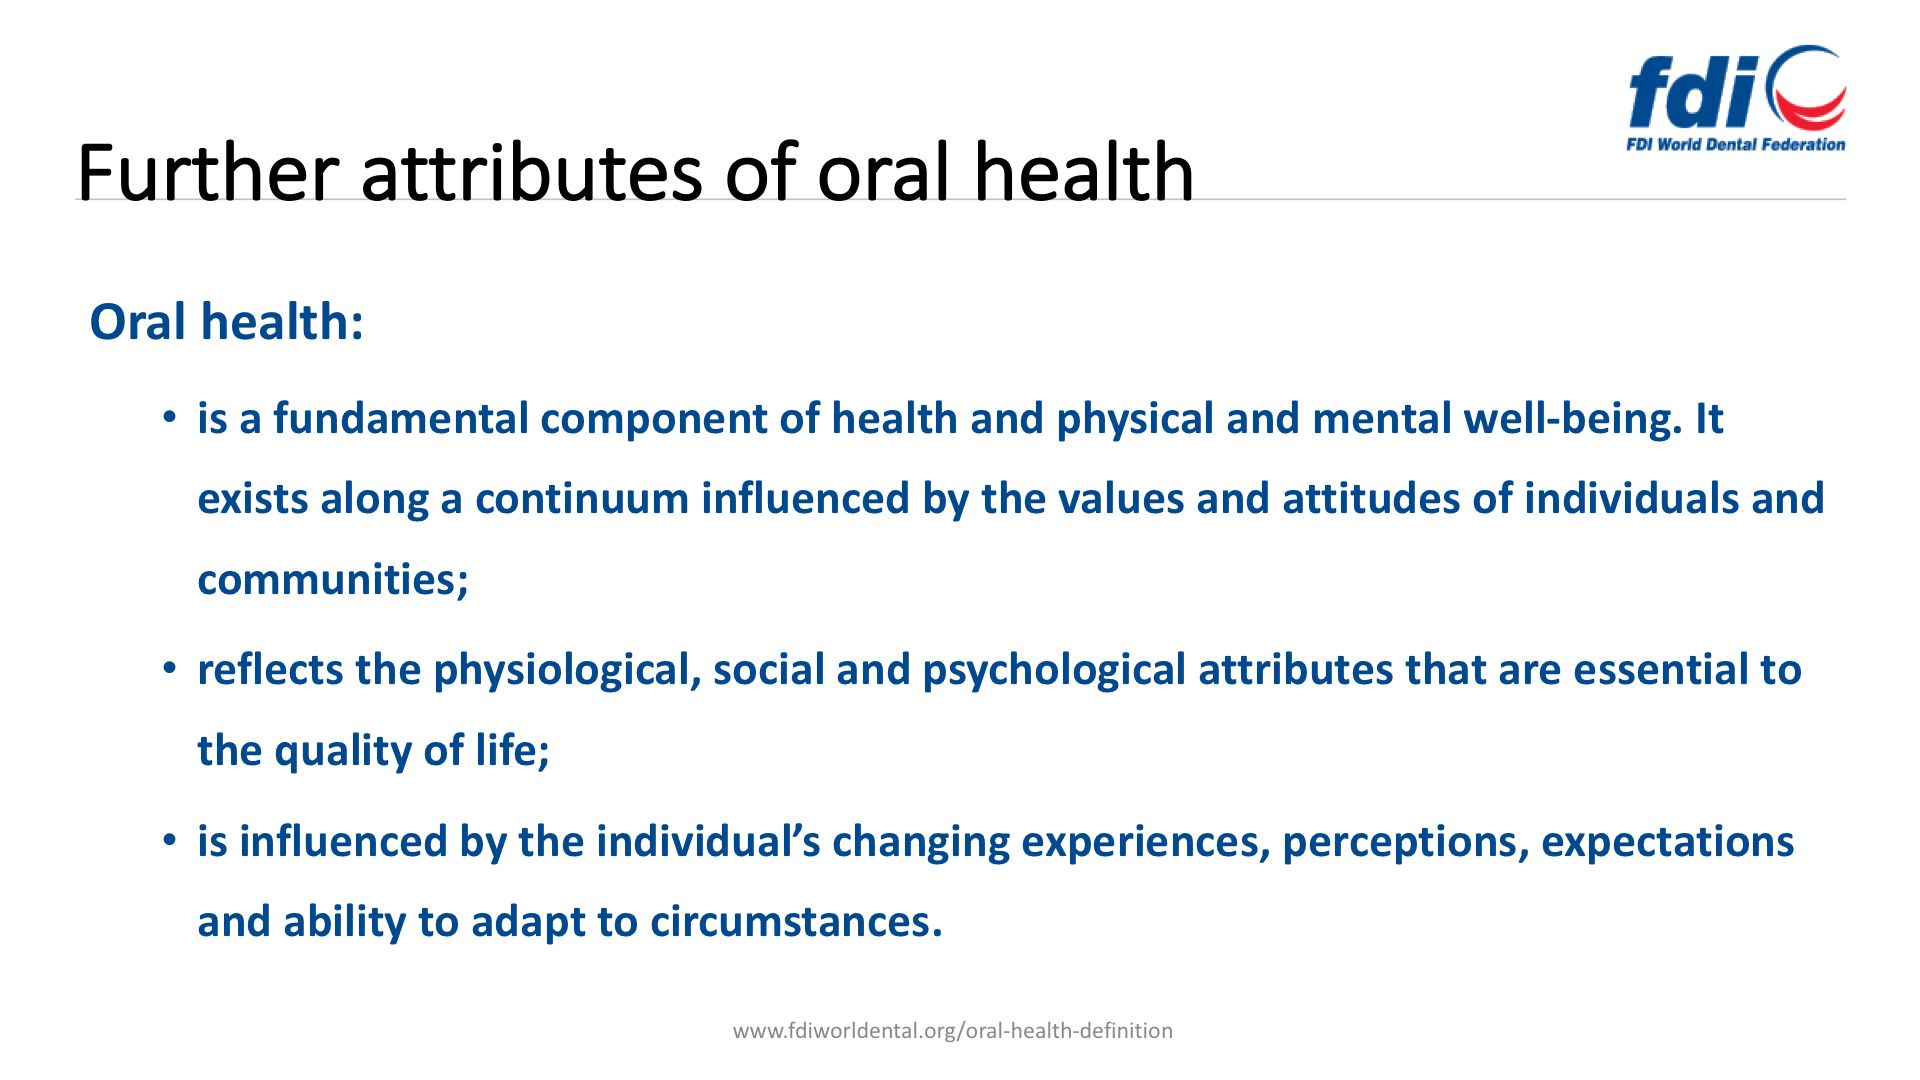 fdi
FDI World Dental Federation
Further attributes of oral health
Oral health:
• is a fundamental component of health and physical and mental well-being. It
exists along a continuum influenced by the values and attitudes of individuals and
communities;
• reflects the physiological, social and psychological attributes that are essential to
the quality of life;
• is influenced by the individual’s changing experiences, perceptions, expectations
and ability to adapt to circumstances.
www.fdiworldental.org/oral-health-definition